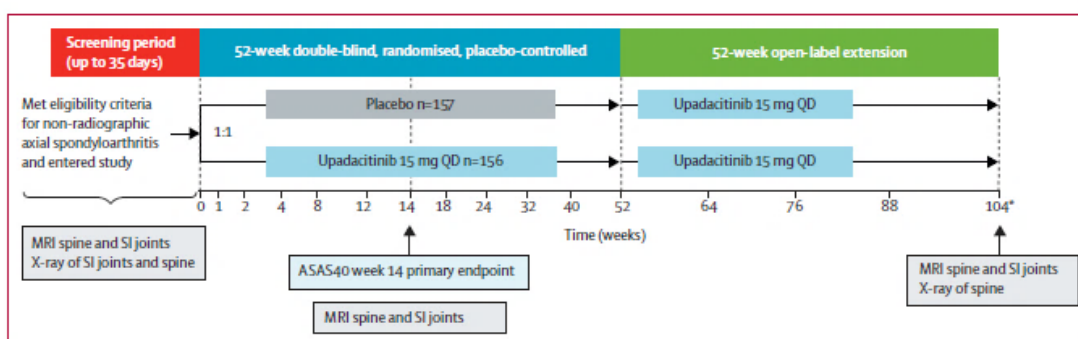 Screening period
(up to 35 days)
52-week double-blind, randomised, placebo-controlled
52-week open-label extension
Met eligibility criteria
for non-radiographic
axial spondyloarthritis
and entered study
1:1
Placebo n=157
Upadacitinib 15 mg QD
Upadacitinib 15 mg QD n=156
Upadacitinib 15 mg QD
0 1 2 4 8 12 14 18 24 32 40 52 64 76 88 104*
Time (weeks)
MRI spine and SI joints
X-ray of SI joints and spine
ASAS40 week 14 primary endpoint
MRI spine and SI joints
MRI spine and SI joints
X-ray of spine